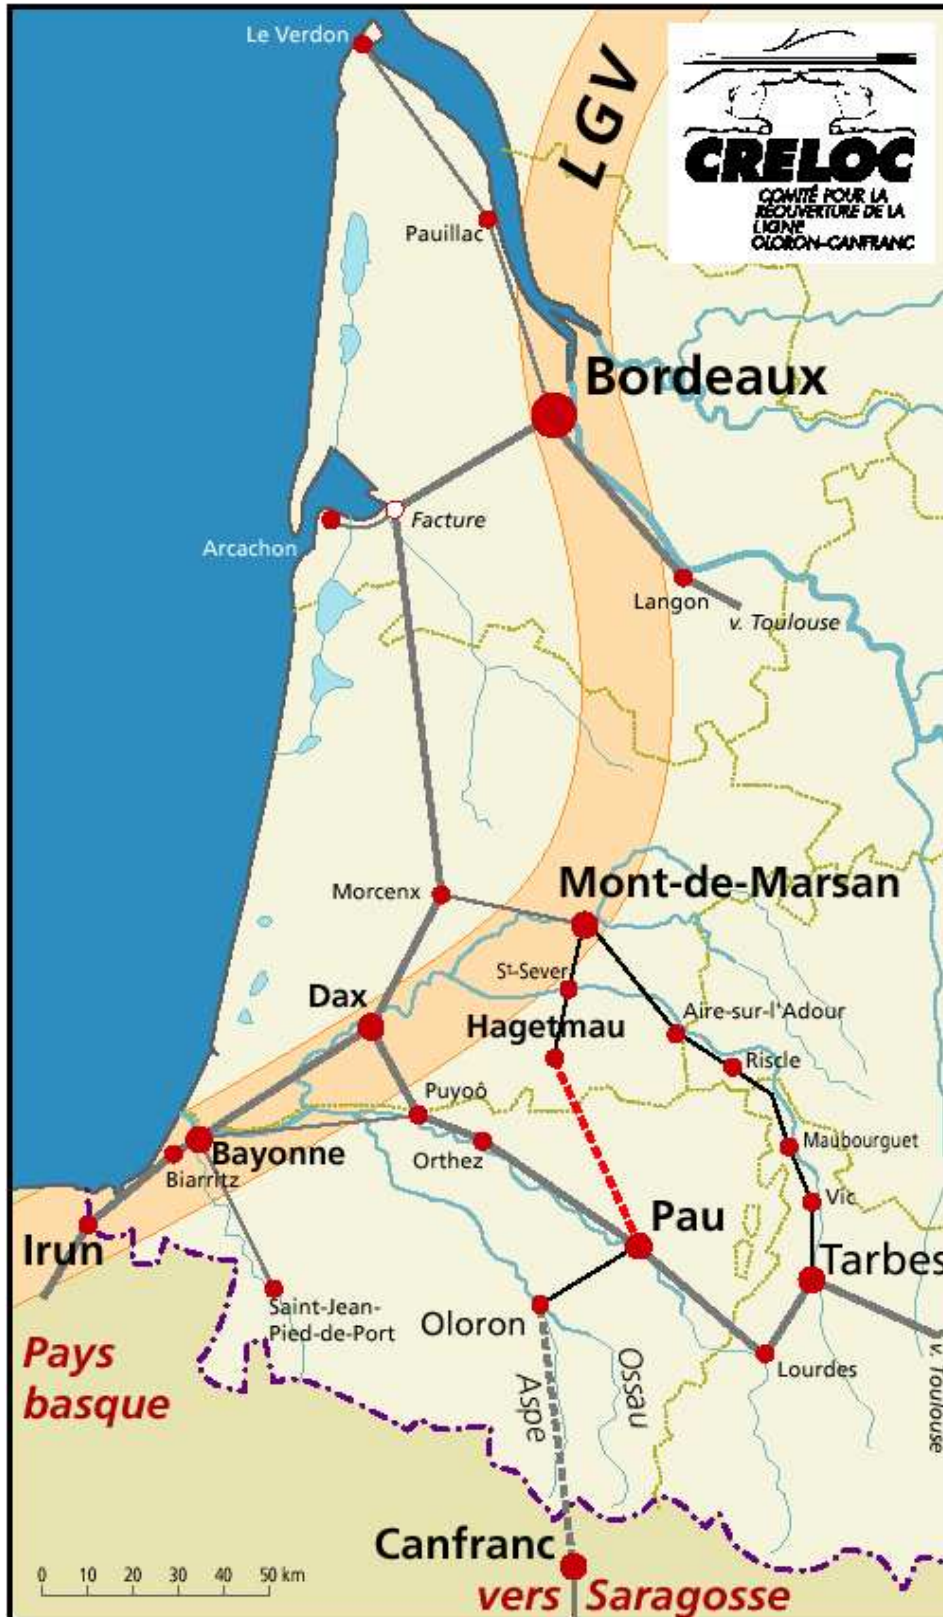 Le Verdon
LGV
CRELOC
COMITÉ POUR LA
REOUVERTURE DE LA
LIGNE
OLORON-CANFRANC
Pauillac
Bordeaux
Facture
Arcachon
Langon
v. Toulouse
Morcenx
Mont-de-Marsan
St-Sever
Dax
Aire-sur-l'Adour
Hagetmau
Riscle
Puyoô
Maubourguet
Bayonne
Orthez
Biarritz
Vic
Pau
Irun
Tarbes
Saint-Jean-
Pied-de-Port
Oloron
Pays
basque
Aspe
Ossau
Lourdes
v. Toulouse
Canfranc
0 10 20 30 40 50 km
vers Saragosse